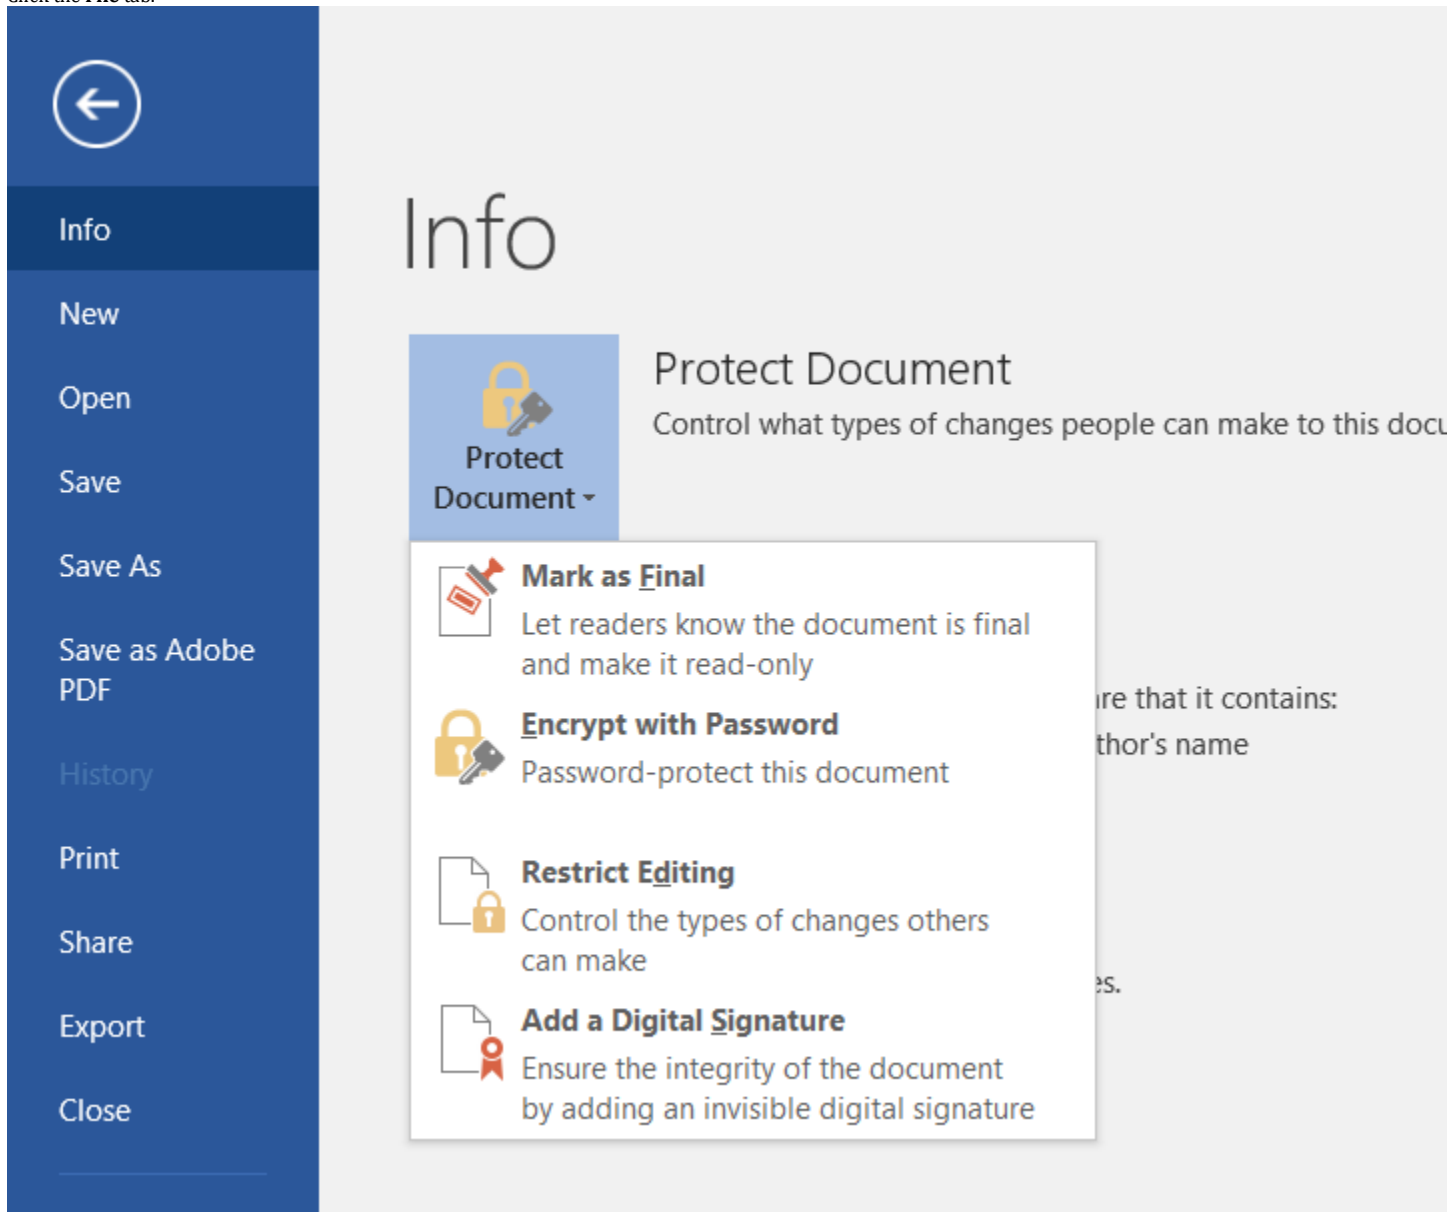 Click the File tab.
Info
New
Open
Save
Save As
Save as Adobe
PDF
History
Print
Share
Export
Close
Info
Protect
Document
Protect Document
Control what types of changes people can make to this docu
Mark as Final
Let readers know the document is final
and make it read-only
Encrypt with Password
Password-protect this document
Restrict Editing
Control the types of changes others
can make
Add a Digital Signature
Ensure the integrity of the document
by adding an invisible digital signature
that it contains:
name